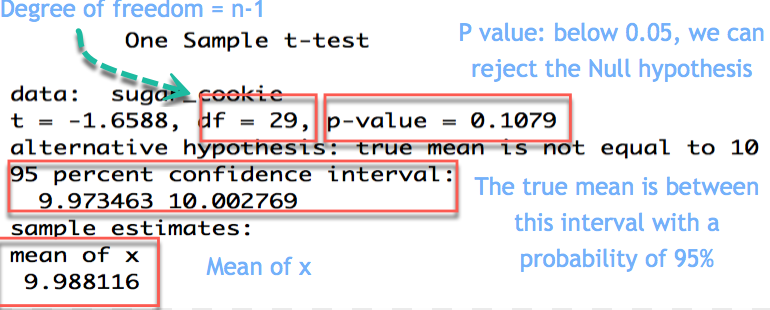 Degree of freedom = n-1
One Sample t-test
P value: below 0.05, we can
reject the Null hypothesis
data: sugar_cookie
t = -1.6588, df = 29, p-value = 0.1079
alternative hypothesis: true mean is not equal to 10
95 percent confidence interval:
9.973463 10.002769
The true mean is between
this interval with a
probability of 95%
sample estimates:
mean of x
9.988116
Mean of x